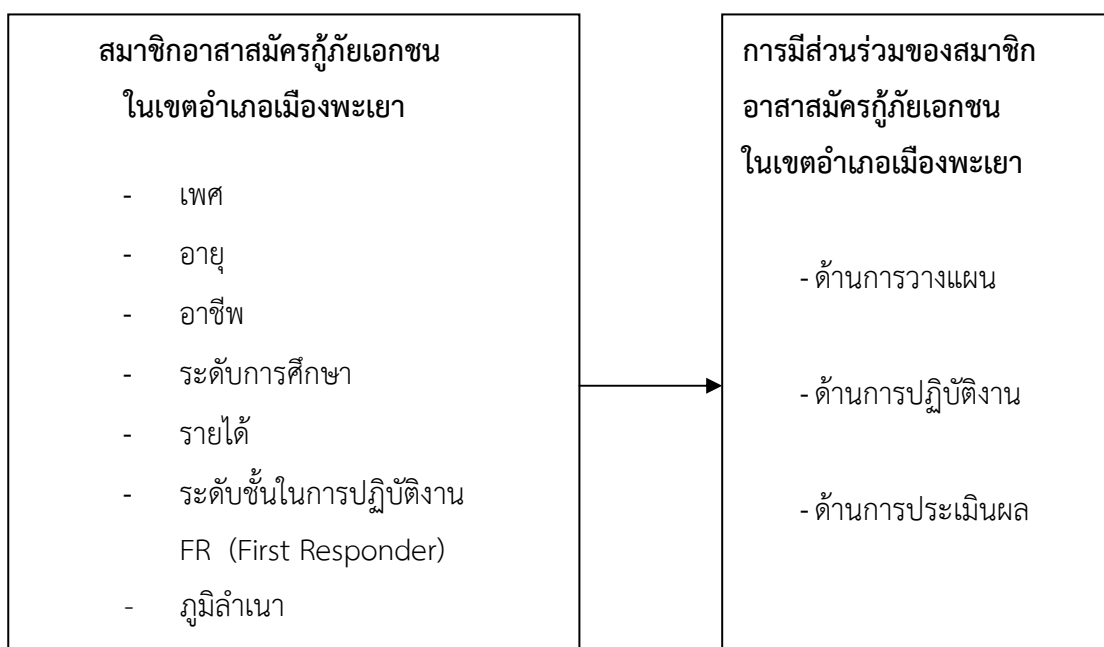 สมาชิกอาสาสมัครกู้ภัยเอกชน
ในเขตอำเภอเมืองพะเยา
- เพศ
- อายุ
- อาชีพ
- ระดับการศึกษา
- รายได้
- ระดับชั้นในการปฏิบัติงาน
FR (First Responder)
- ภูมิลำเนา
การมีส่วนร่วมของสมาชิก
อาสาสมัครกู้ภัยเอกชน
ในเขตอำเภอเมืองพะเยา
- ด้านการวางแผน
- ด้านการปฏิบัติงาน
- ด้านการประเมินผล